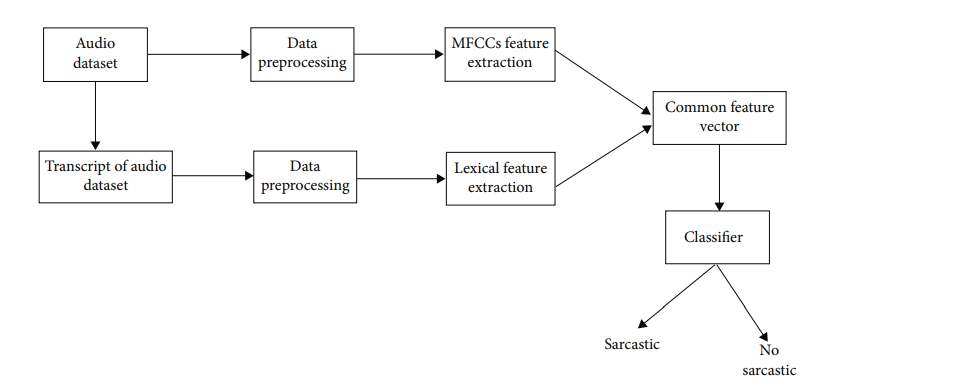 Audio
dataset
Data
preprocessing
MFCCs feature
extraction
Common feature
vector
Transcript of audio
dataset
Data
preprocessing
Lexical feature
extraction
Classifier
Sarcastic
No
sarcastic